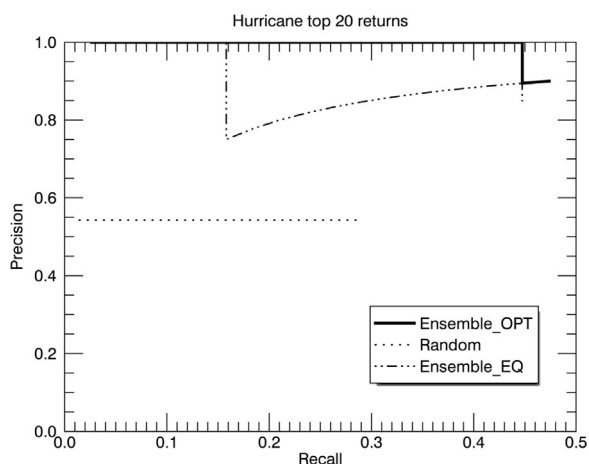 Hurricane top 20 returns
1.0
0.8
0.6
0.4
0.2
0.0
Precision
0.0 0.1 0.2 0.3 0.4 0.5
Recall
Ensemble_OPT
Random
Ensemble_EQ